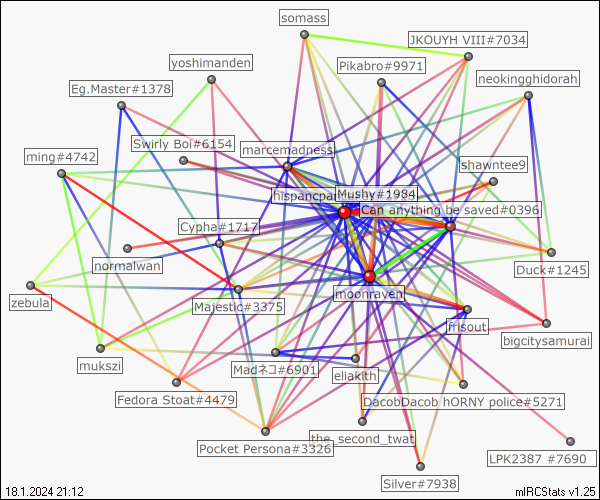 somass
JKOUYH VIII#7034
yoshimanden
Pikabro#9971
neokingghidorah
Eg.Master#1378
Swirly Boi#6154
marcemadness
ming#4742
shawntee9
hispancpa
Mushy#1984
Can anything be saved#0396
Cypha#1717
normalwan
Duck#1245
moonraven
zebula
Majestic#3375
frisout
bigcitysamurai
mukszi
Madネコ#6901
eliakith
Fedora Stoat#4479
DacobDacob hORNY police#5271
the_second_twat
Pocket Persona#3326
LPK2387 #7690
Silver#7938
18.1.2024 21:12
mIRCStats v1.25